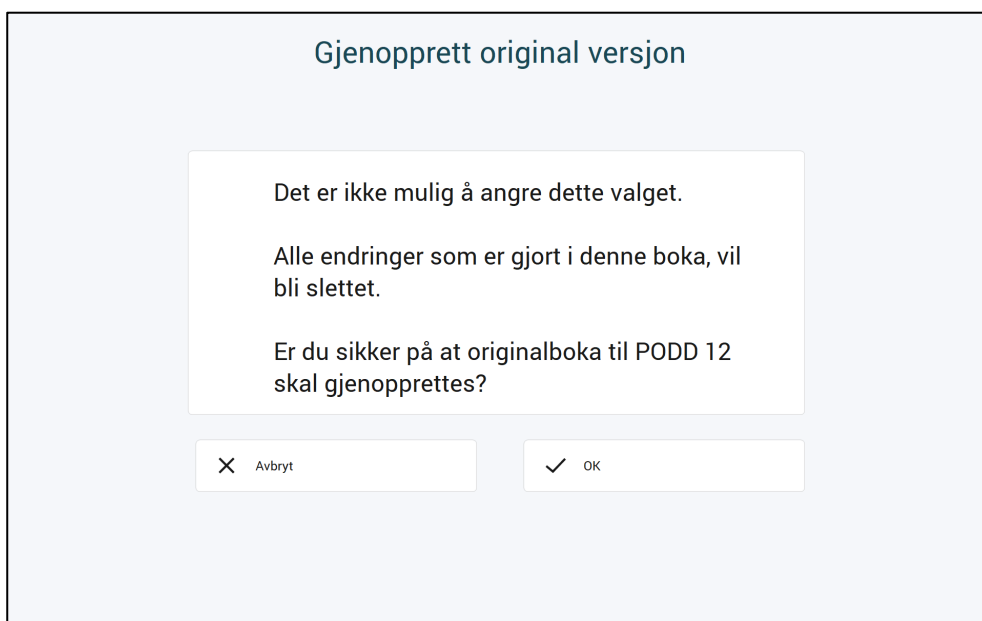 Gjenopprett original versjon
Det er ikke mulig å angre dette valget.
Alle endringer som er gjort i denne boka, vil
bli slettet.
Er du sikker på at originalboka til PODD 12
skal gjenopprettes?
Avbryt
OK